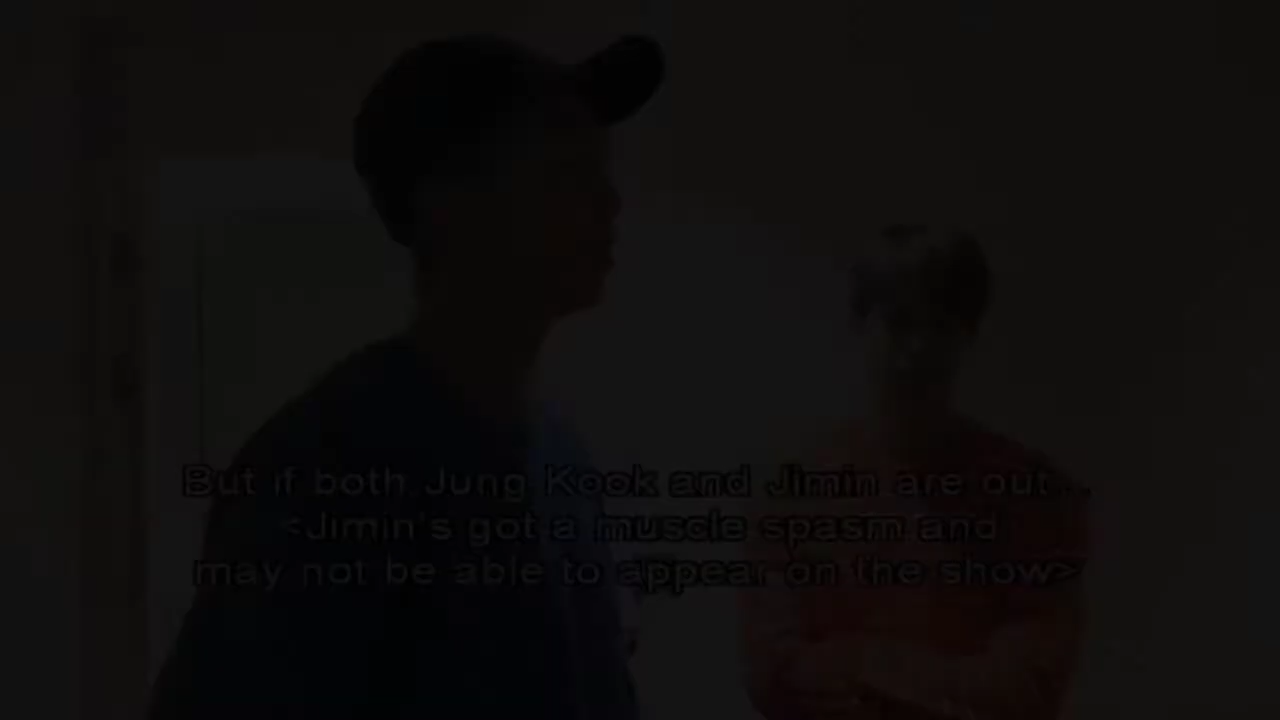 But if both Jung Kook and Jimin are out...
<Jimin's got a muscle spasm and
may not be able to appear on the show>